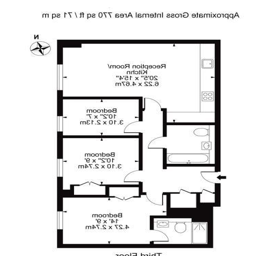 Approximate Gross Internal Area 770 sq ft / 71 sq m
N
Reception Room/
Kitchn
20'5" x 15'4"
6.22 x 4.67m
Bedroom
10'2" x 7'
3.10 x 2.13m
Bedroom
10'2" x 9'
3.10 x 2.74m
Bedroom
14' x 9'
4.27 x 2.74m
Third Floor